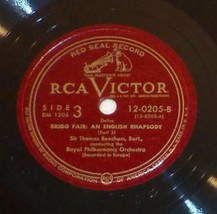 RED SEAL RECORD
RCA VICTOR
SIDE 3
DM 1206
12-0205-B
Delius
BRIGG FAIR: AN ENGLISH RHAPSODY
(Part 3)
Sir Thomas Beecham, Bart.,
conducting the
Royal Philharmonic Orchestra
(Recorded in Europe)